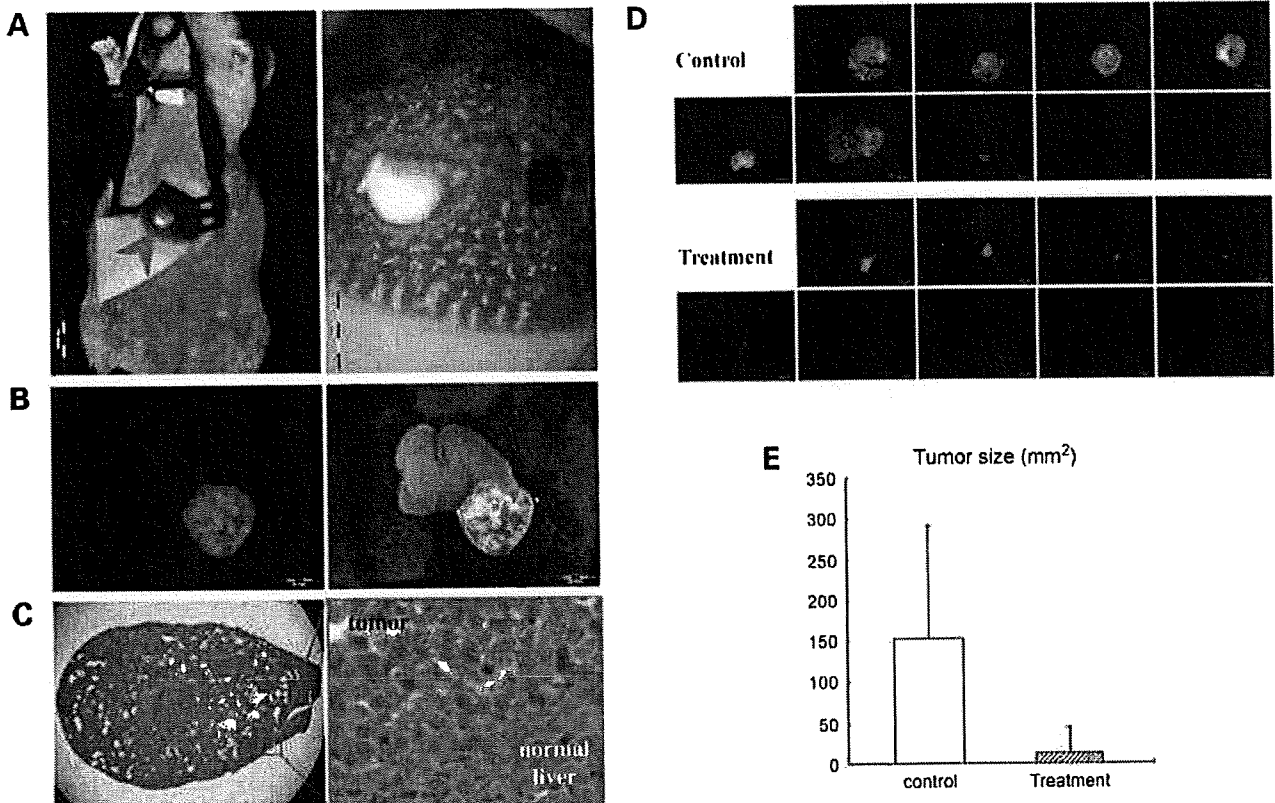 A
B
C
tumor
normal
liver
D
Control
Treatment
E
Tumor size (mm²)
350
300
250
200
150
100
50
0
control
Treatment